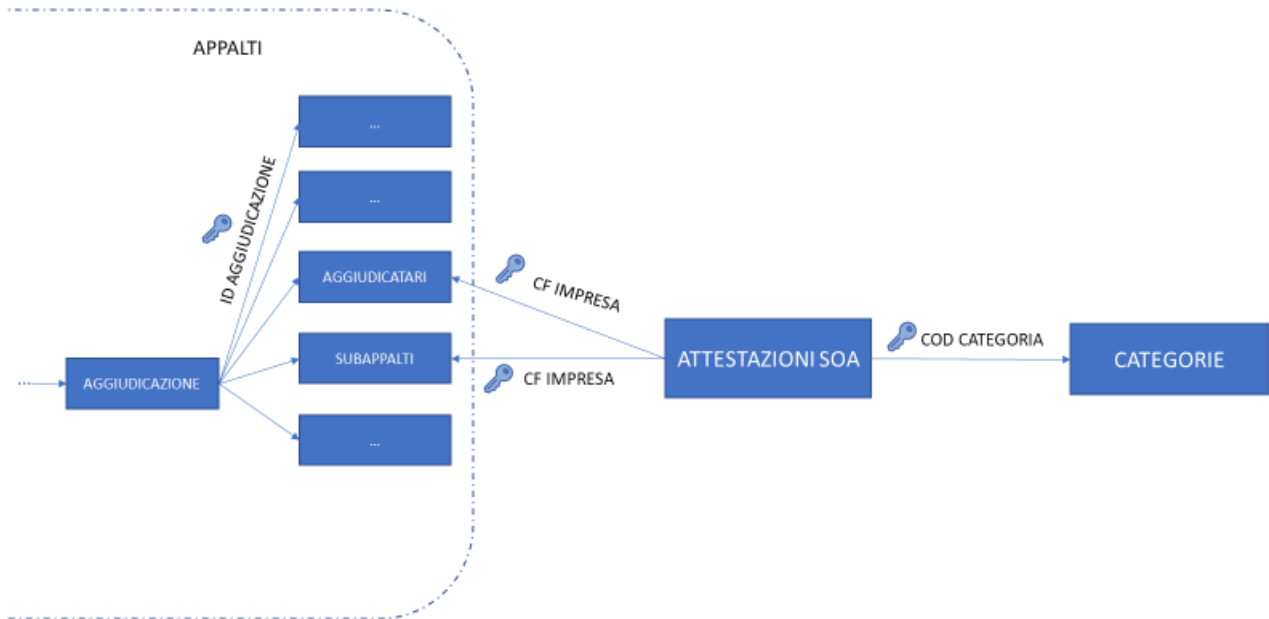 APPALTI
...
ID AGGIUDICAZIONE
...
AGGIUDICATARI
CF IMPRESA
SUBAPPALTI
CF IMPRESA
...
AGGIUDICAZIONE
...
ATTESTAZIONI SOA
COD CATEGORIA
CATEGORIE